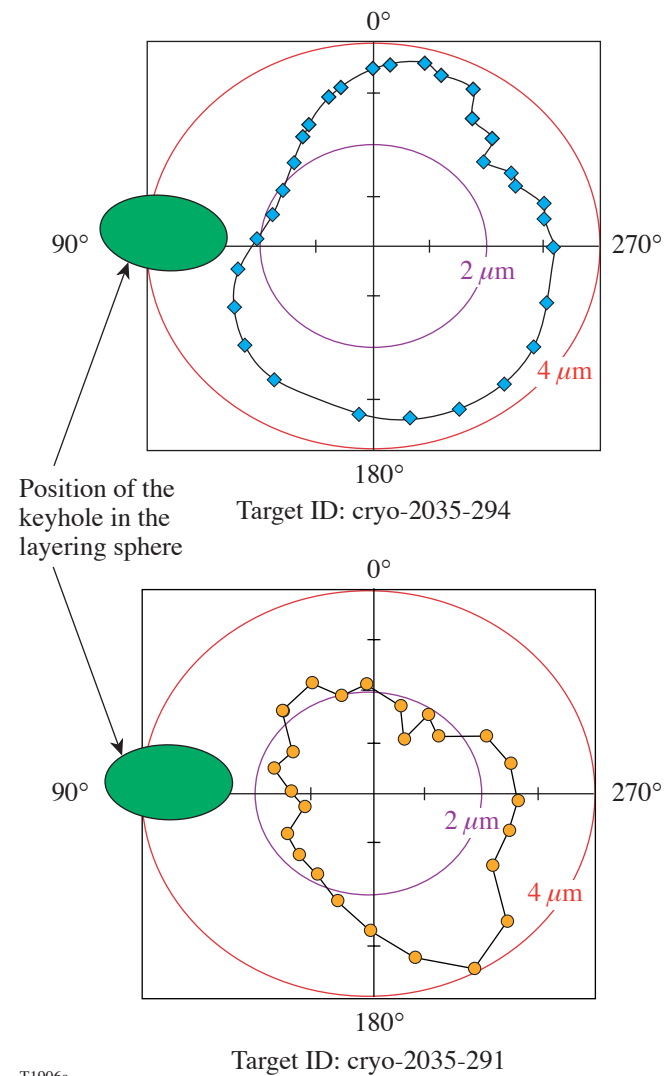 0°
90°
270°
2 μm
4 μm
180°
Position of the
keyhole in the
layering sphere
Target ID: cryo-2035-294
0°
90°
270°
2 μm
4 μm
180°
Target ID: cryo-2035-291